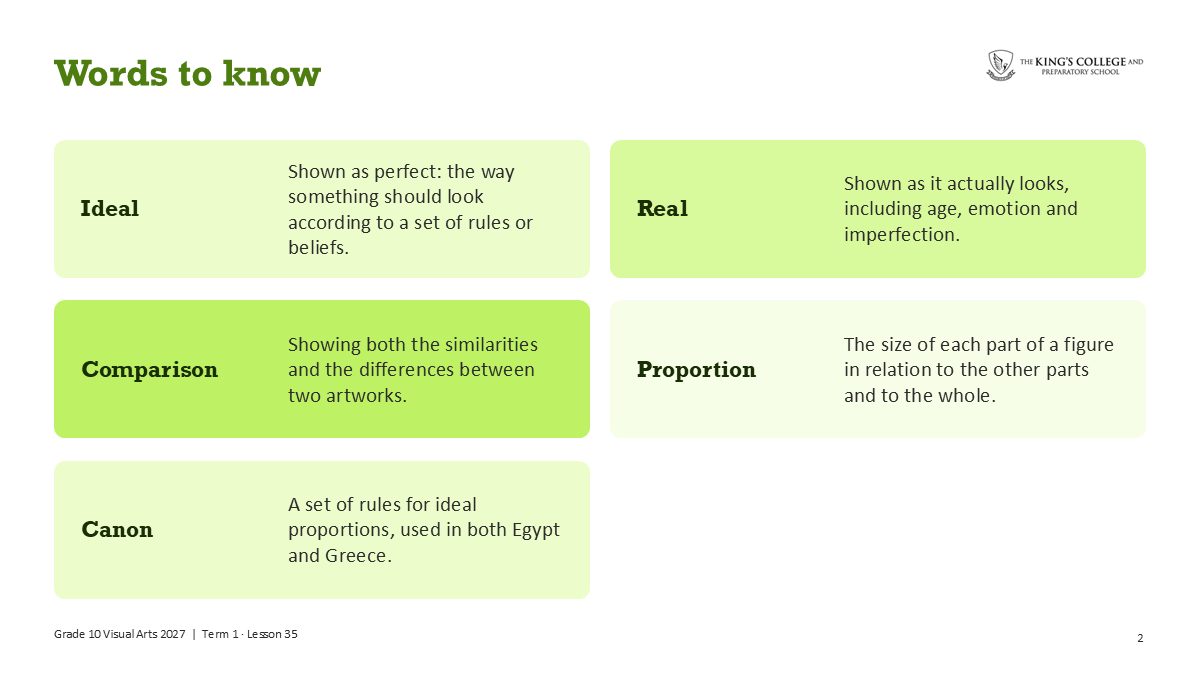 Words to know
THE KING'S COLLEGE AND
PREPARATORY SCHOOL
Ideal
Shown as perfect: the way
something should look
according to a set of rules or
beliefs.
Real
Shown as it actually looks,
including age, emotion and
imperfection.
Comparison
Showing both the similarities
and the differences between
two artworks.
Proportion
The size of each part of a figure
in relation to the other parts
and to the whole.
Canon
A set of rules for ideal
proportions, used in both Egypt
and Greece.
Grade 10 Visual Arts 2027 | Term 1 · Lesson 35
2